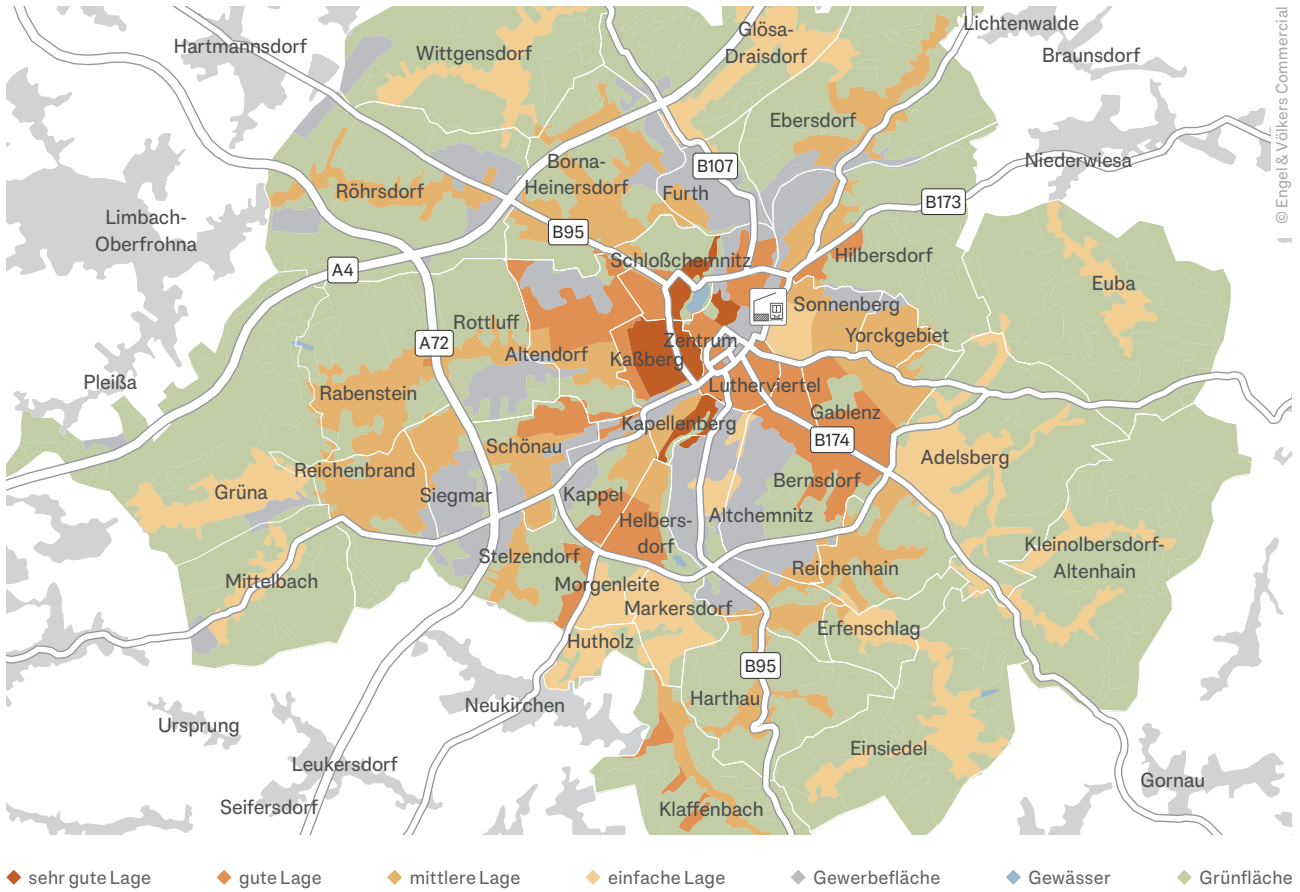 Hartmannsdorf
Wittgensdorf
Glösa-
Draisdorf
Lichtenwalde
Braunsdorf
© Engel & Völkers Commercial
Ebersdorf
Niederwiesa
Borna-
Heinersdorf
B107
Furth
Röhrsdorf
B173
Limbach-
Oberfrohna
B95
Schloßchemnitz
Hilbersdorf
A4
Euba
Sonnenberg
Rottluff
A72
Altendorf
Zentrum
Kaßberg
Yorckgebiet
Pleißa
Rabenstein
Lutherviertel
Gablenz
Kapellenberg
B174
Schönau
Adelsberg
Reichenbrand
Grüna
Siegmar
Kappel
Bernsdorf
Helbers-
dorf
Altchemnitz
Stelzendorf
Kleinolbersdorf-
Altenhain
Mittelbach
Morgenleite
Reichenhain
Markersdorf
Erfenschlag
Hutholz
B95
Neukirchen
Harthau
Ursprung
Einsiedel
Leukersdorf
Gornau
Seifersdorf
Klaffenbach
sehr gute Lage
gute Lage
mittlere Lage
einfache Lage
Gewerbefläche
Gewässer
Grünfläche